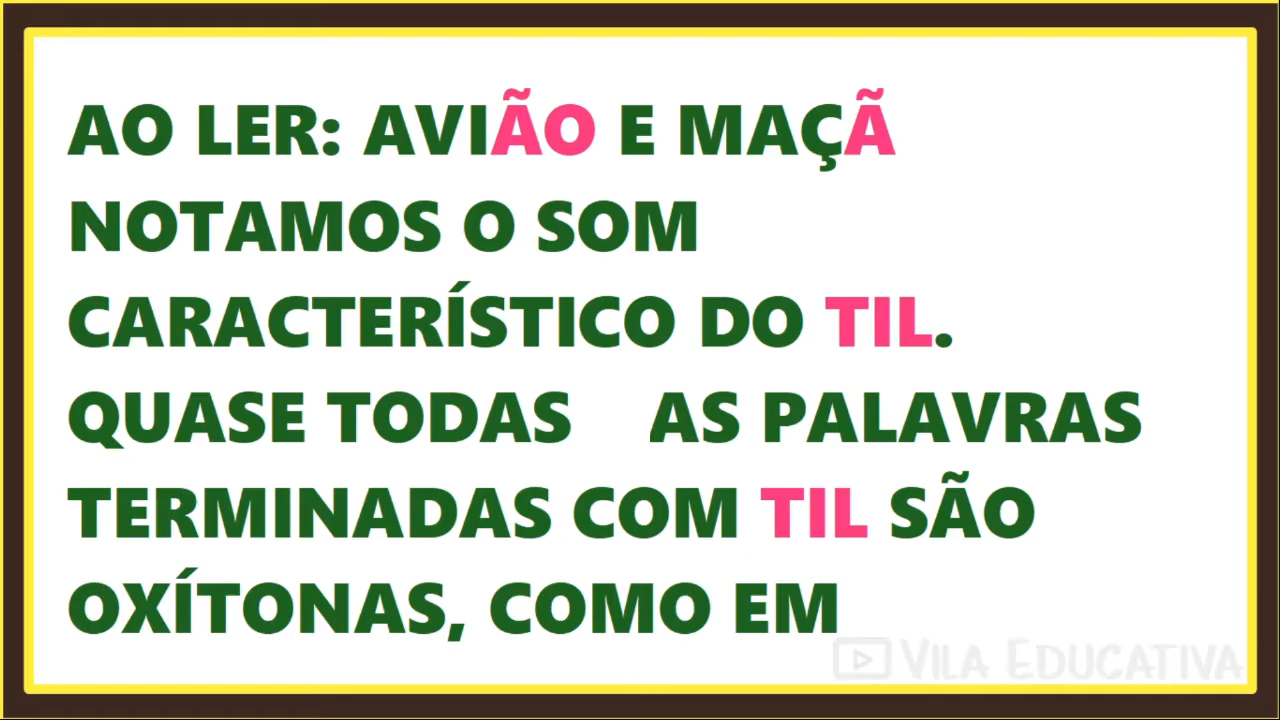 AO LER: AVIÃO E MAÇÃ
NOTAMOS O SOM
CARACTERÍSTICO DO TIL.
QUASE TODAS AS PALAVRAS
TERMINADAS COM TIL SÃO
OXÍTONAS, COMO EM
VILA EDUCATIVA